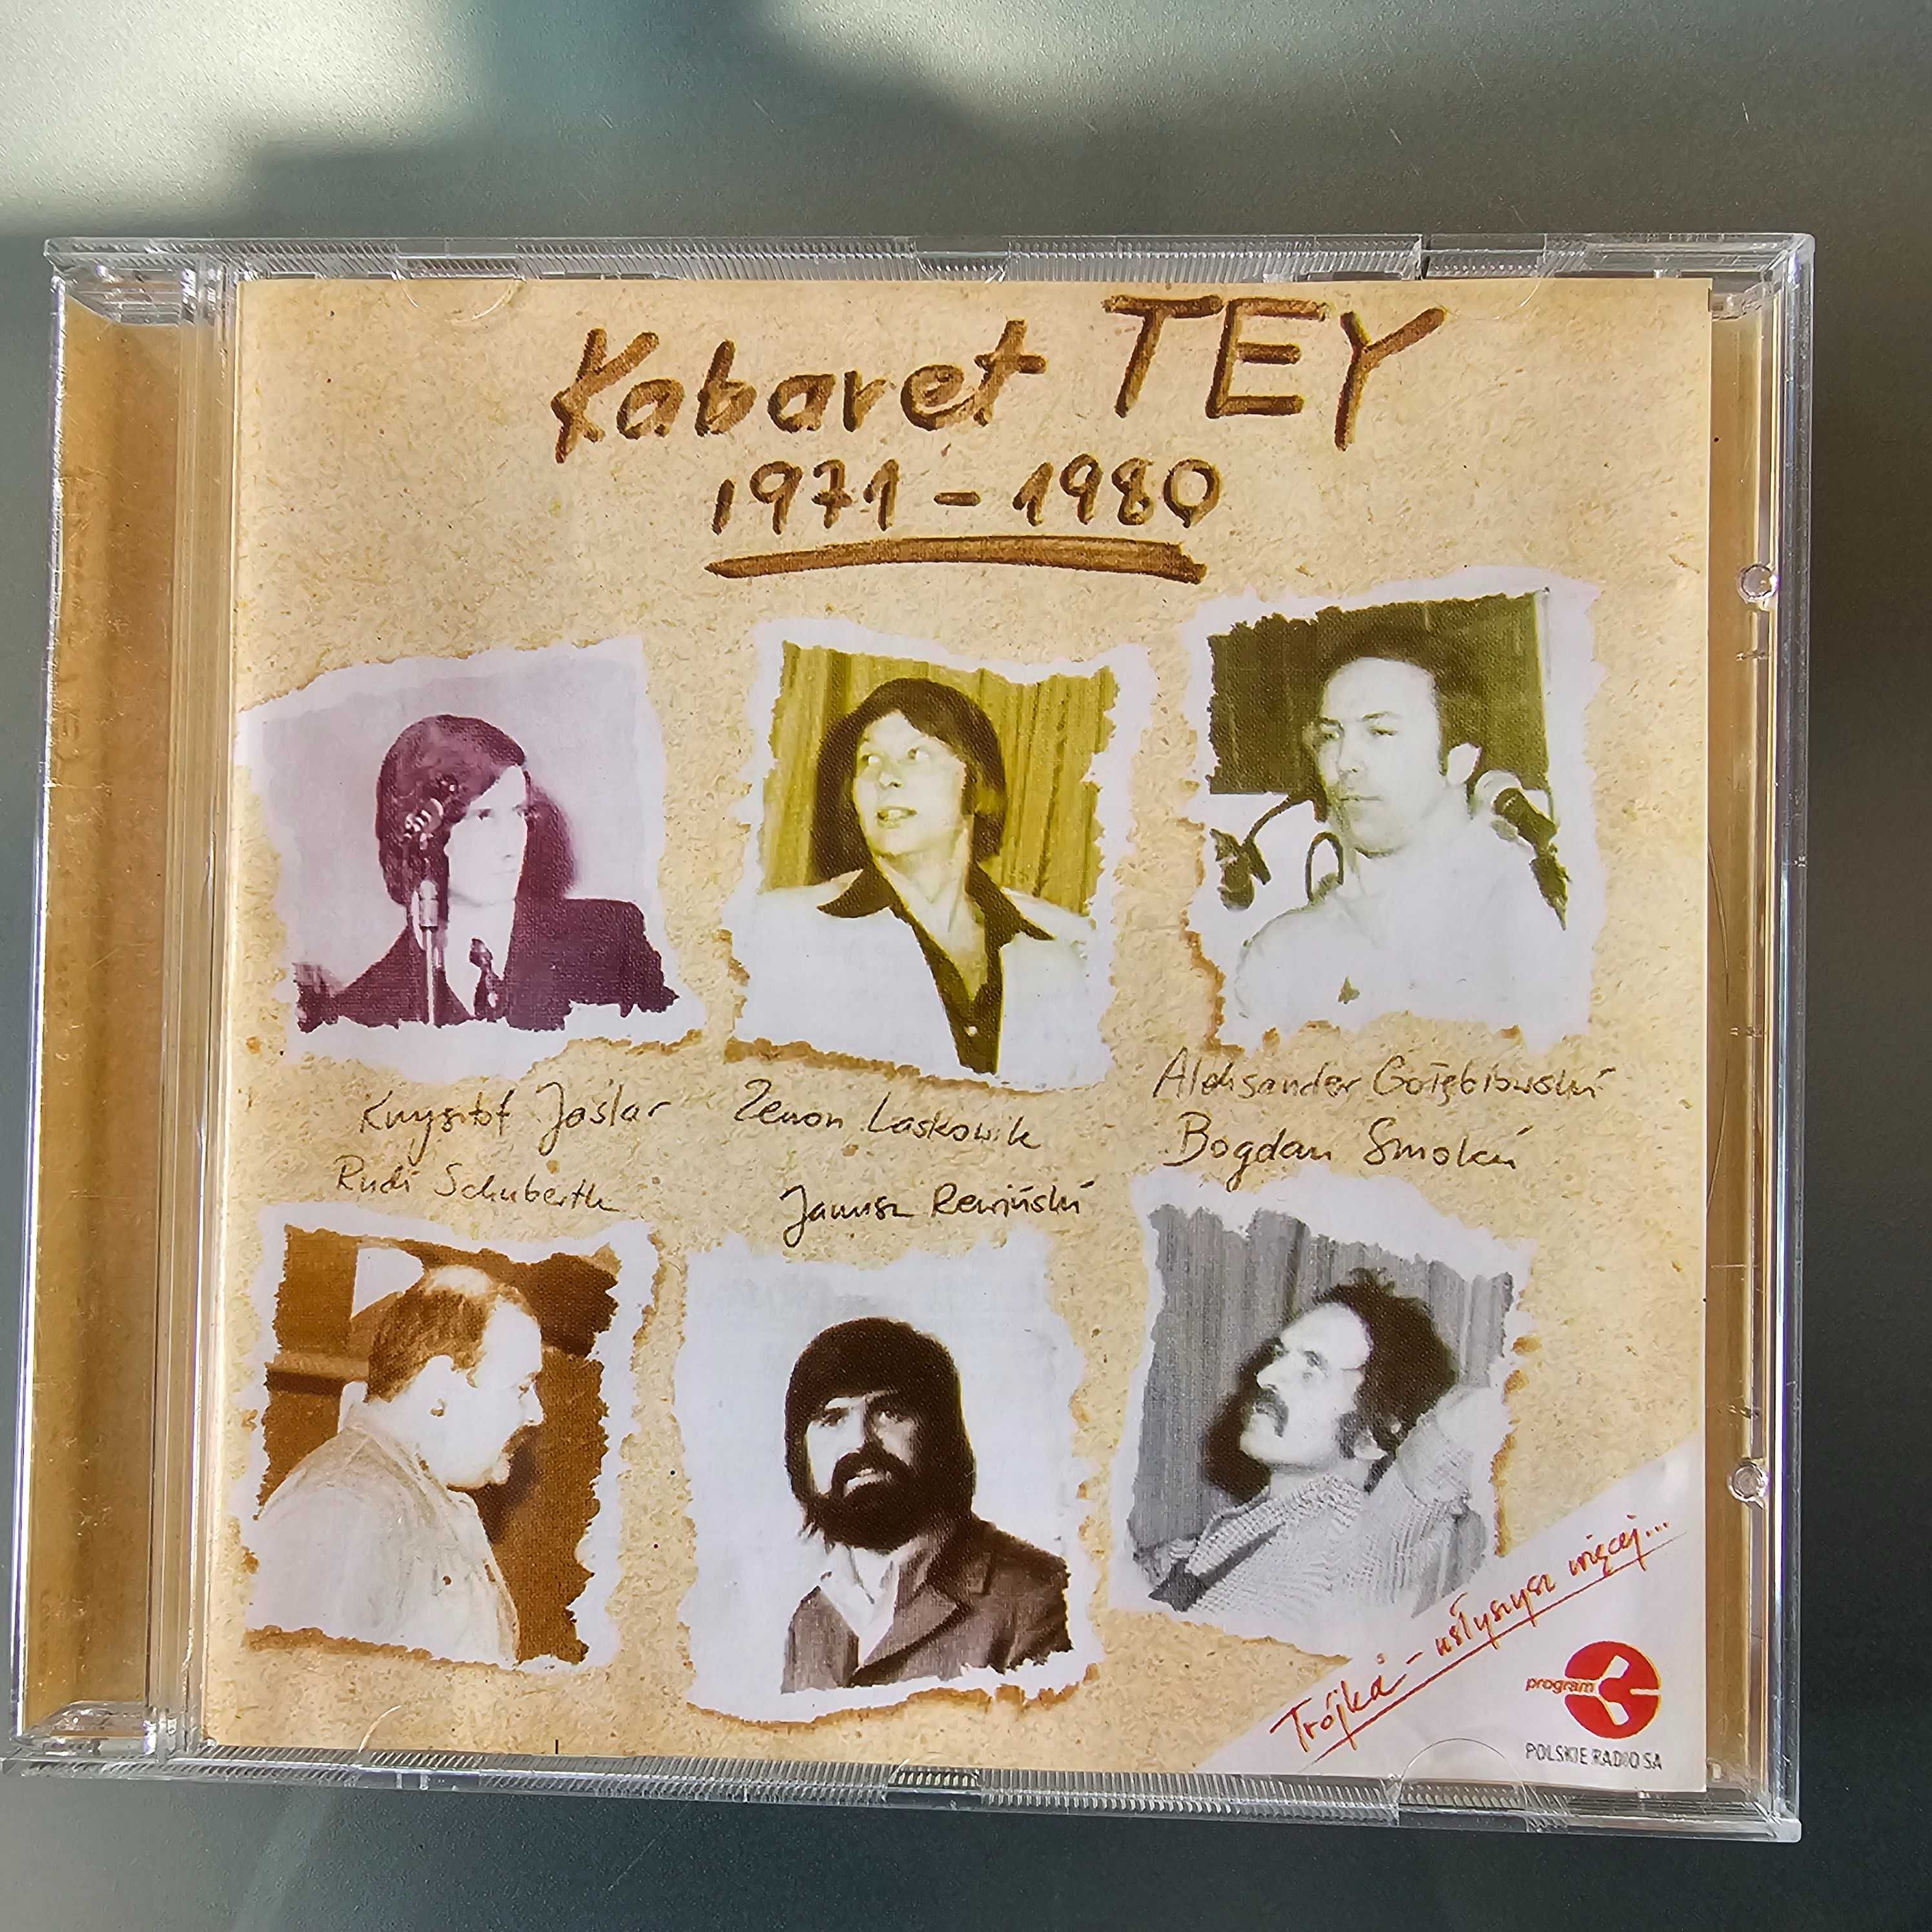 Kabaret TEY
1971 - 1980
Krzysztof Jaślar
Zenon Laskowik
Aleksander Gołębiowski
Rudi Schuberth
Janusz Rewiński
Bogdan Smoleń
Trójka - usłyszysz więcej...
program
POLSKIE RADIO SA